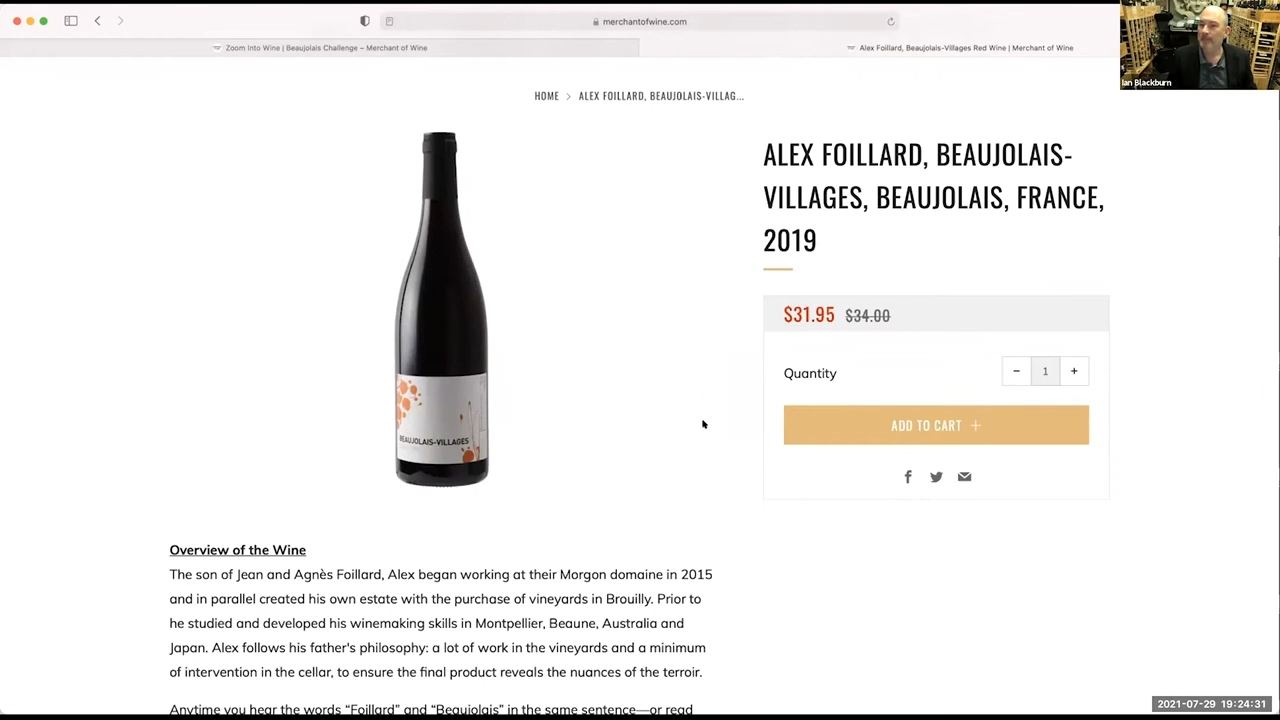 merchantofwine.com
Zoom Into Wine | Beaujolais Challenge – Merchant of Wine
Alex Foillard, Beaujolais-Villages Red Wine | Merchant of Wine
Ian Blackburn
HOME > ALEX FOILLARD, BEAUJOLAIS-VILLAG...
ALEX FOILLARD, BEAUJOLAIS-
VILLAGES, BEAUJOLAIS, FRANCE,
2019
$31.95 $34.00
Quantity
− 1 +
ADD TO CART +
BEAUJOLAIS-VILLAGES
Overview of the Wine
The son of Jean and Agnès Foillard, Alex began working at their Morgon domaine in 2015
and in parallel created his own estate with the purchase of vineyards in Brouilly. Prior to
he studied and developed his winemaking skills in Montpellier, Beaune, Australia and
Japan. Alex follows his father's philosophy: a lot of work in the vineyards and a minimum
of intervention in the cellar, to ensure the final product reveals the nuances of the terroir.
Anytime you hear the words “Foillard” and “Beaujolais” in the same sentence—or read
2021-07-29 19:24:31